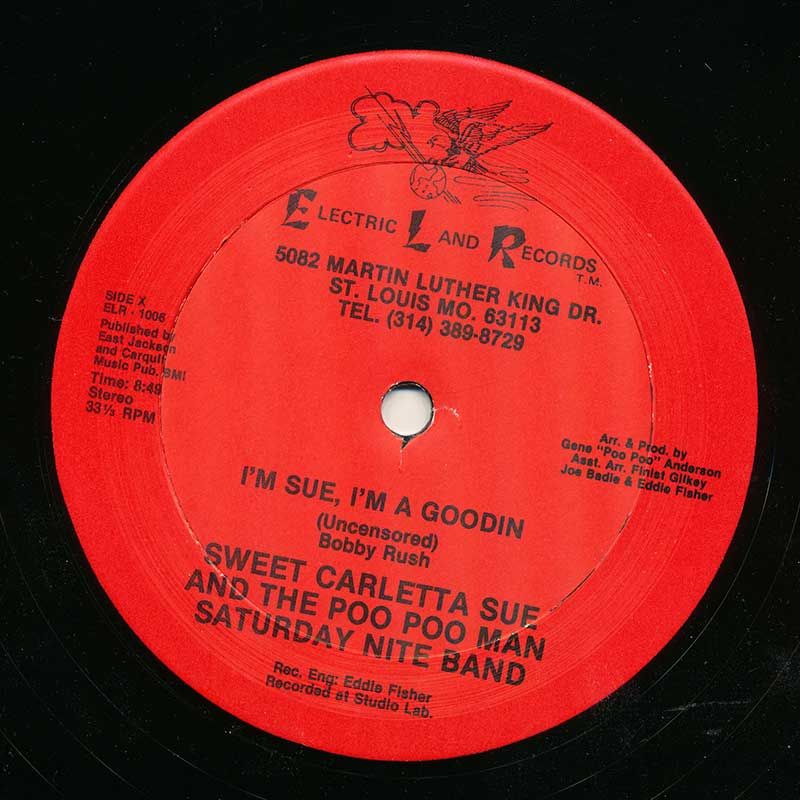 ELECTRIC LAND RECORDS
T.M.
5082 MARTIN LUTHER KING DR.
ST. LOUIS MO. 63113
TEL. (314) 389-8729
SIDE X
ELR - 1006
Published by
East Jackson
and Carquit
Music Pub. BMI
Time: 8:49
Stereo
33⅓ RPM
Arr. & Prod. by
Gene "Poo Poo" Anderson
Asst. Arr. Finist Gilkey
Joe Badie & Eddie Fisher
I'M SUE, I'M A GOODIN
(Uncensored)
Bobby Rush
SWEET CARLETTA SUE
AND THE POO POO MAN
SATURDAY NITE BAND
Rec. Eng: Eddie Fisher
Recorded at Studio Lab.